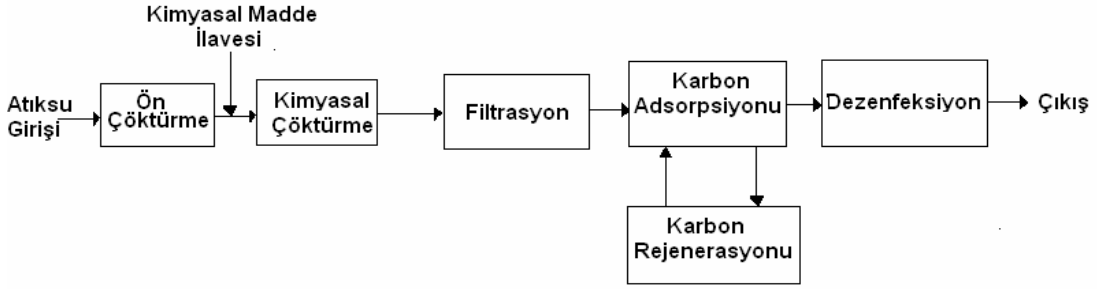 Kimyasal Madde
İlavesi
Atıksu
Girişi
Ön
Çöktürme
Kimyasal
Çöktürme
Filtrasyon
Karbon
Adsorpsiyonu
Dezenfeksiyon
Çıkış
Karbon
Rejenerasyonu